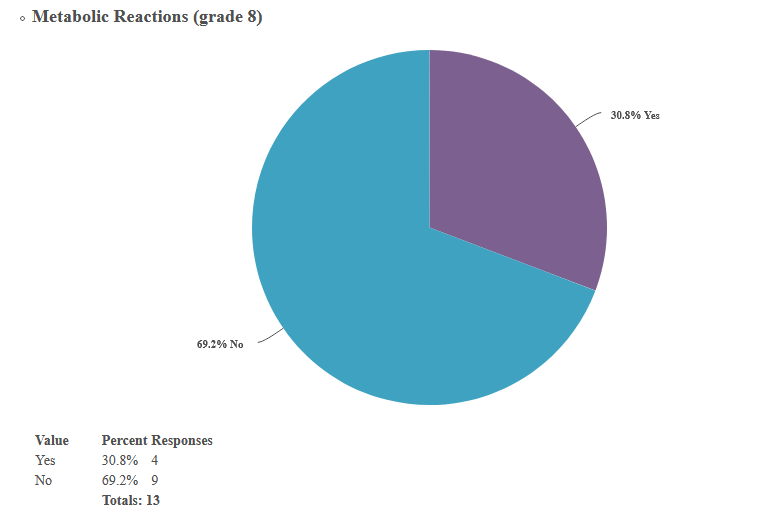 Metabolic Reactions (grade 8)
30.8% Yes
69.2% No
Value Percent Responses
Yes 30.8% 4
No 69.2% 9
Totals: 13